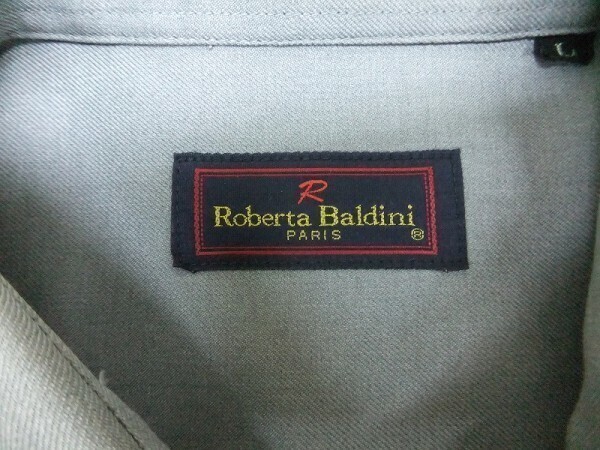 L
R
Roberta Baldini
PARIS ®